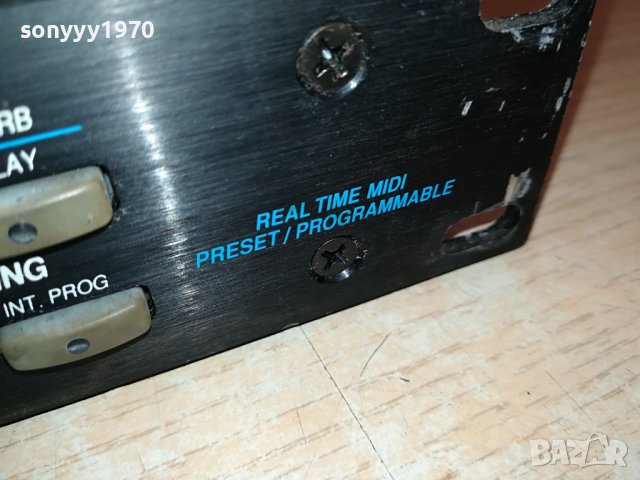 sonyyy1970
RB
LAY
REAL TIME MIDI
PRESET / PROGRAMMABLE
NG
INT. PROG
BAZAR